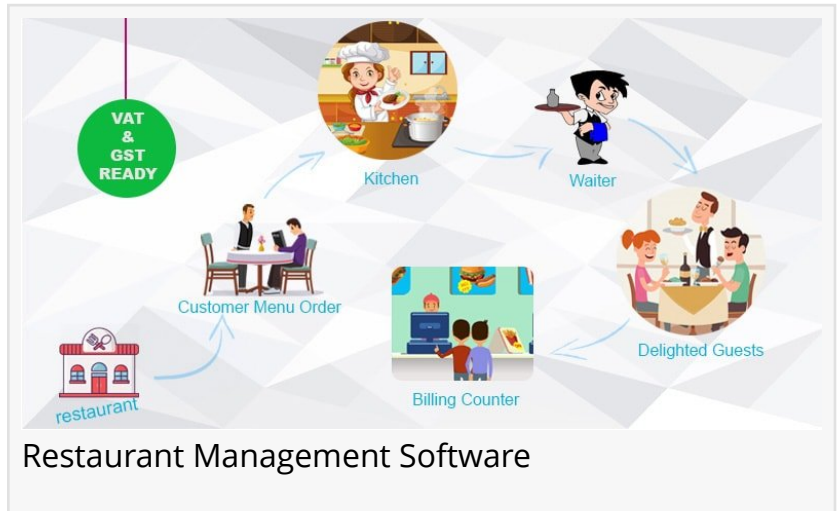 VAT
&
GST
READY
Kitchen
Waiter
Customer Menu Order
Delighted Guests
restaurant
Billing Counter
Restaurant Management Software